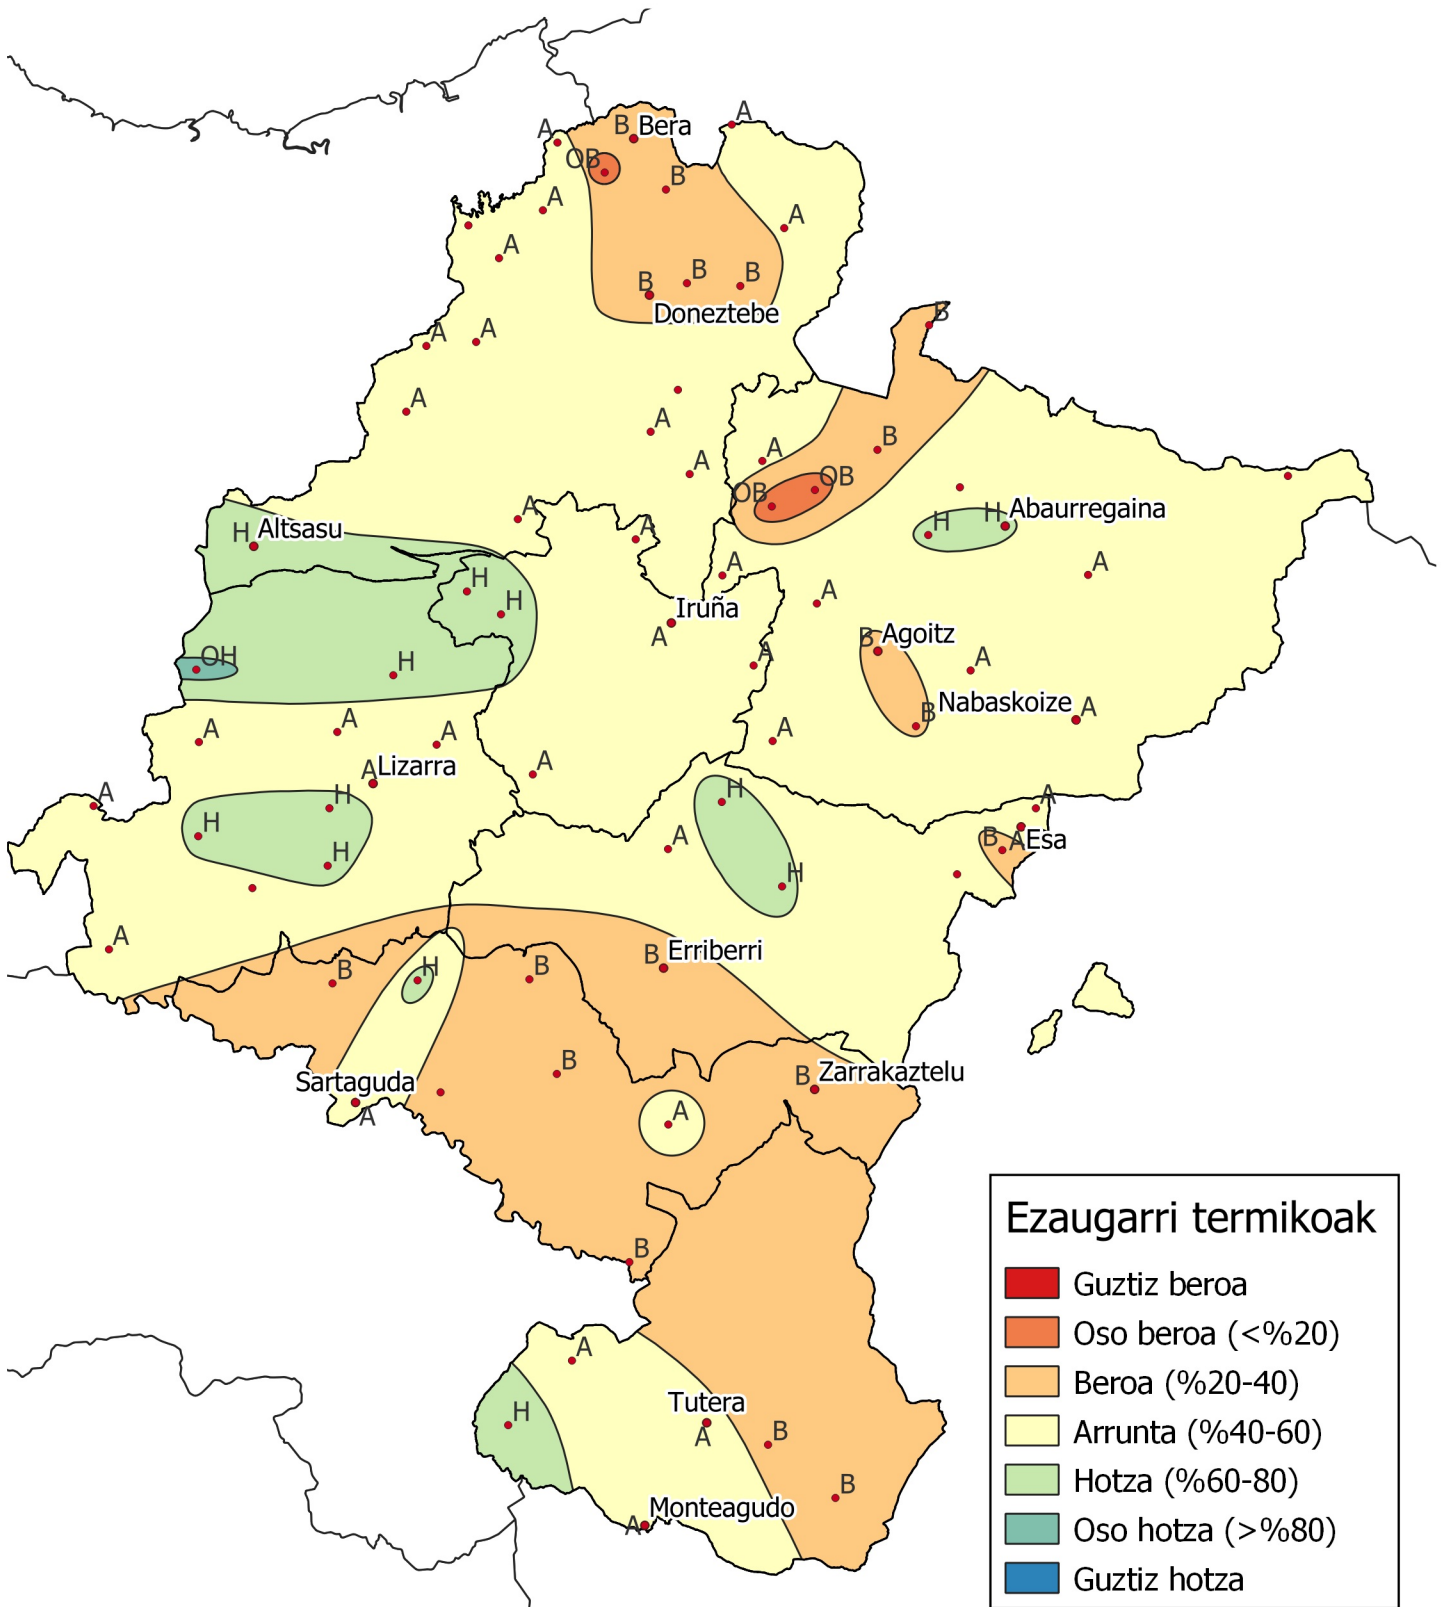 A
A
B Bera
OB
B
A
A
A
B
B
B
Doneztebe
B
A
A
A
A
B
A
A
OB
OB
A
H Altsasu
A
H
H Abaurregaina
A
A
H
H
A
Iruña
A
A
B Agoitz
OH
H
A
A
B Nabaskoize
A
A
A
A
A
A
A Lizarra
A
H
H
A
H
A
B
A Esa
H
H
A
B
H
B
B Erriberri
B
B Zarrakaztelu
Sartaguda
A
A
B
A
H
Tutera
A
B
B
A Monteagudo
Ezaugarri termikoak
Guztiz beroa
Oso beroa (<%20)
Beroa (%20-40)
Arrunta (%40-60)
Hotza (%60-80)
Oso hotza (>%80)
Guztiz hotza